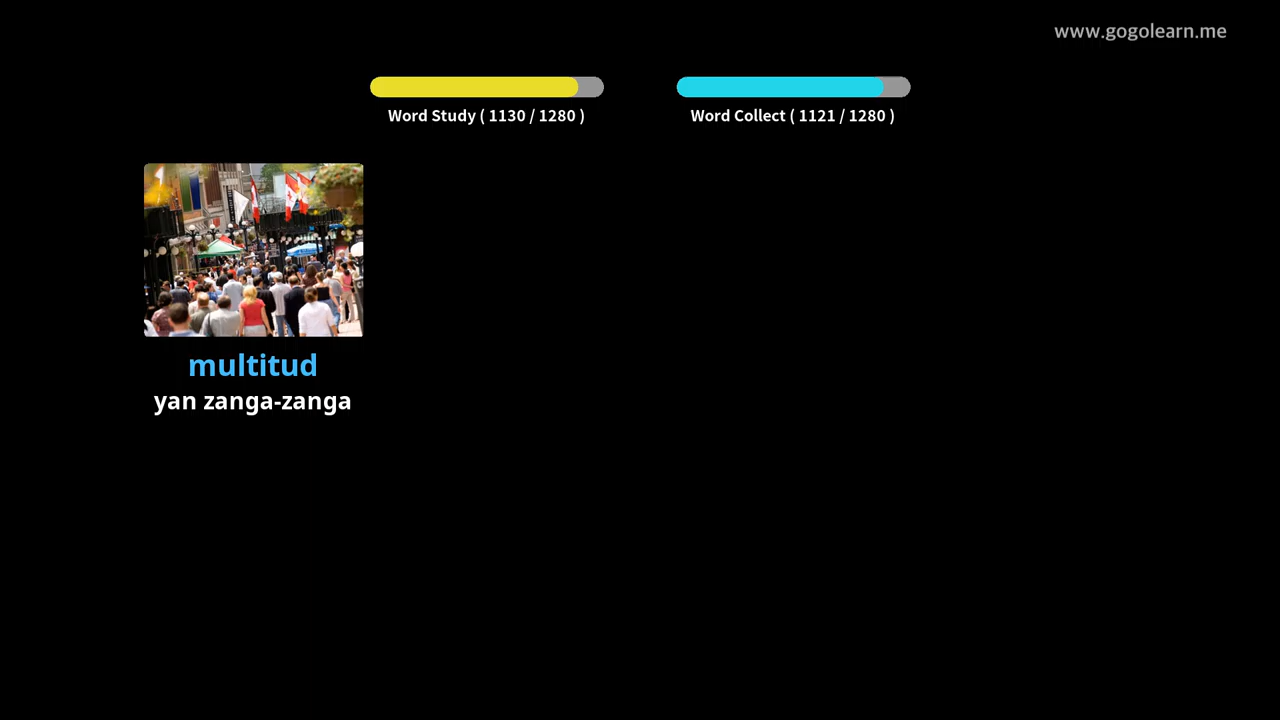 www.gogolearn.me
Word Study ( 1130 / 1280 )
Word Collect ( 1121 / 1280 )
multitud
yan zanga-zanga